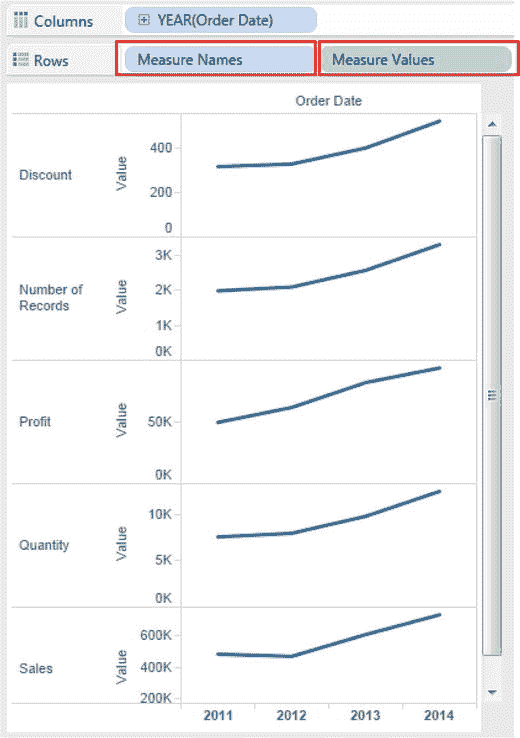 Columns
YEAR(Order Date)
Rows
Measure Names
Measure Values
Order Date
Discount
Value
400
200
0
Number of
Records
Value
3K
2K
1K
0K
Profit
Value
50K
0K
Quantity
Value
10K
5K
0K
Sales
Value
600K
400K
200K
2011 2012 2013 2014